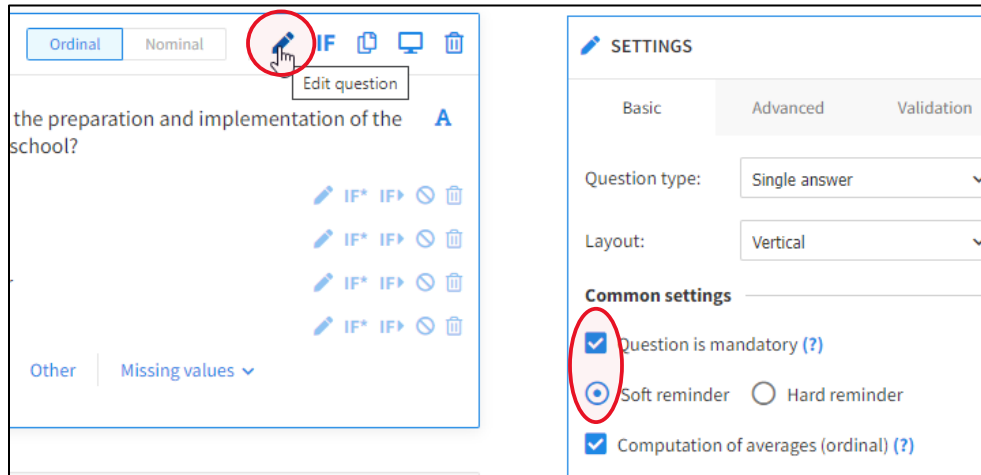 Ordinal Nominal IF
Edit question
the preparation and implementation of the A
school?
IF* IF
IF* IF
IF* IF
IF* IF
Other Missing values
SETTINGS
Basic Advanced Validation
Question type: Single answer
Layout: Vertical
Common settings
Question is mandatory (?)
Soft reminder Hard reminder
Computation of averages (ordinal) (?)